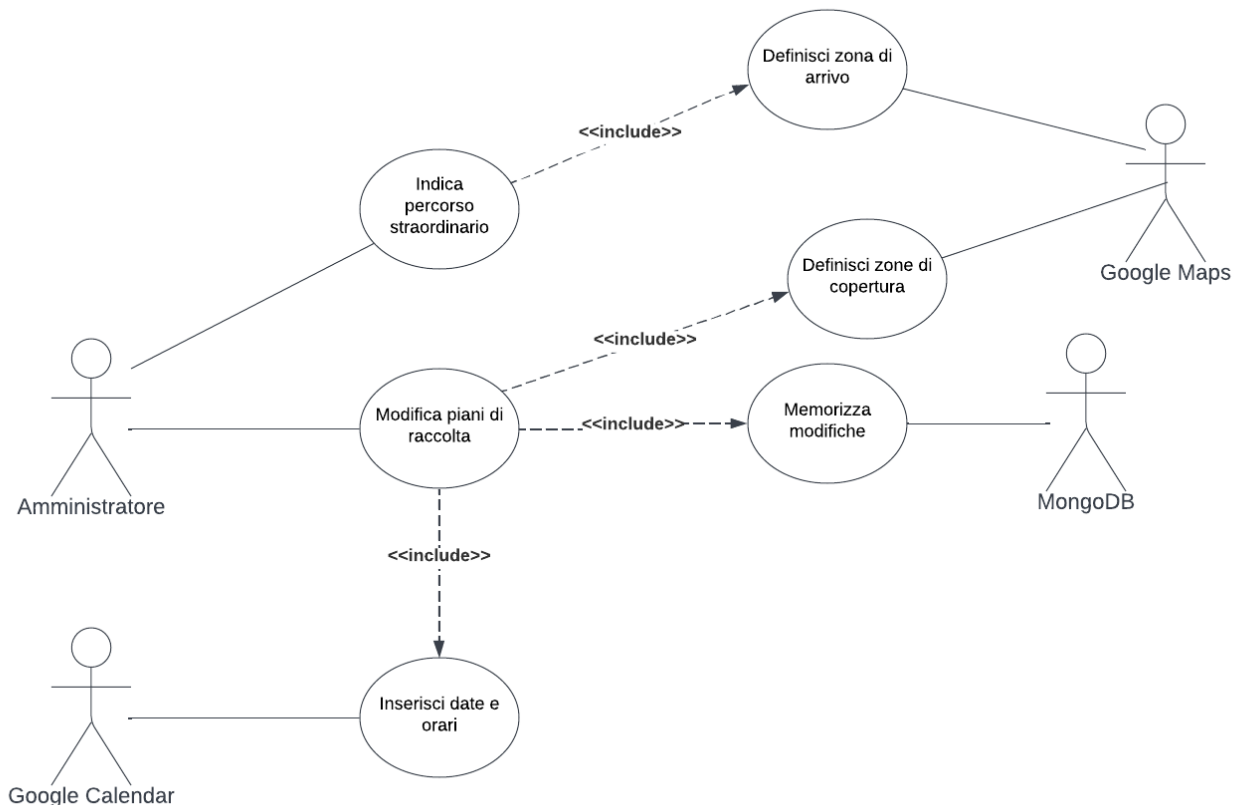 Definisci zona di
arrivo
<<include>>
Indica
percorso
straordinario
Google Maps
Definisci zone di
copertura
<<include>>
Modifica piani di
raccolta
<<include>>
Memorizza
modifiche
Amministratore
MongoDB
<<include>>
Inserisci date e
orari
Google Calendar